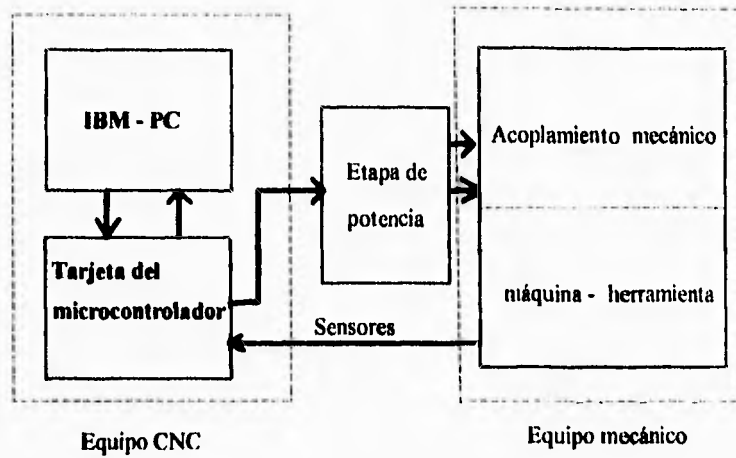 IBM - PC
Tarjeta del
microcontrolador
Etapa de
potencia
Sensores
Acoplamiento mecánico
máquina - herramienta
Equipo CNC
Equipo mecánico